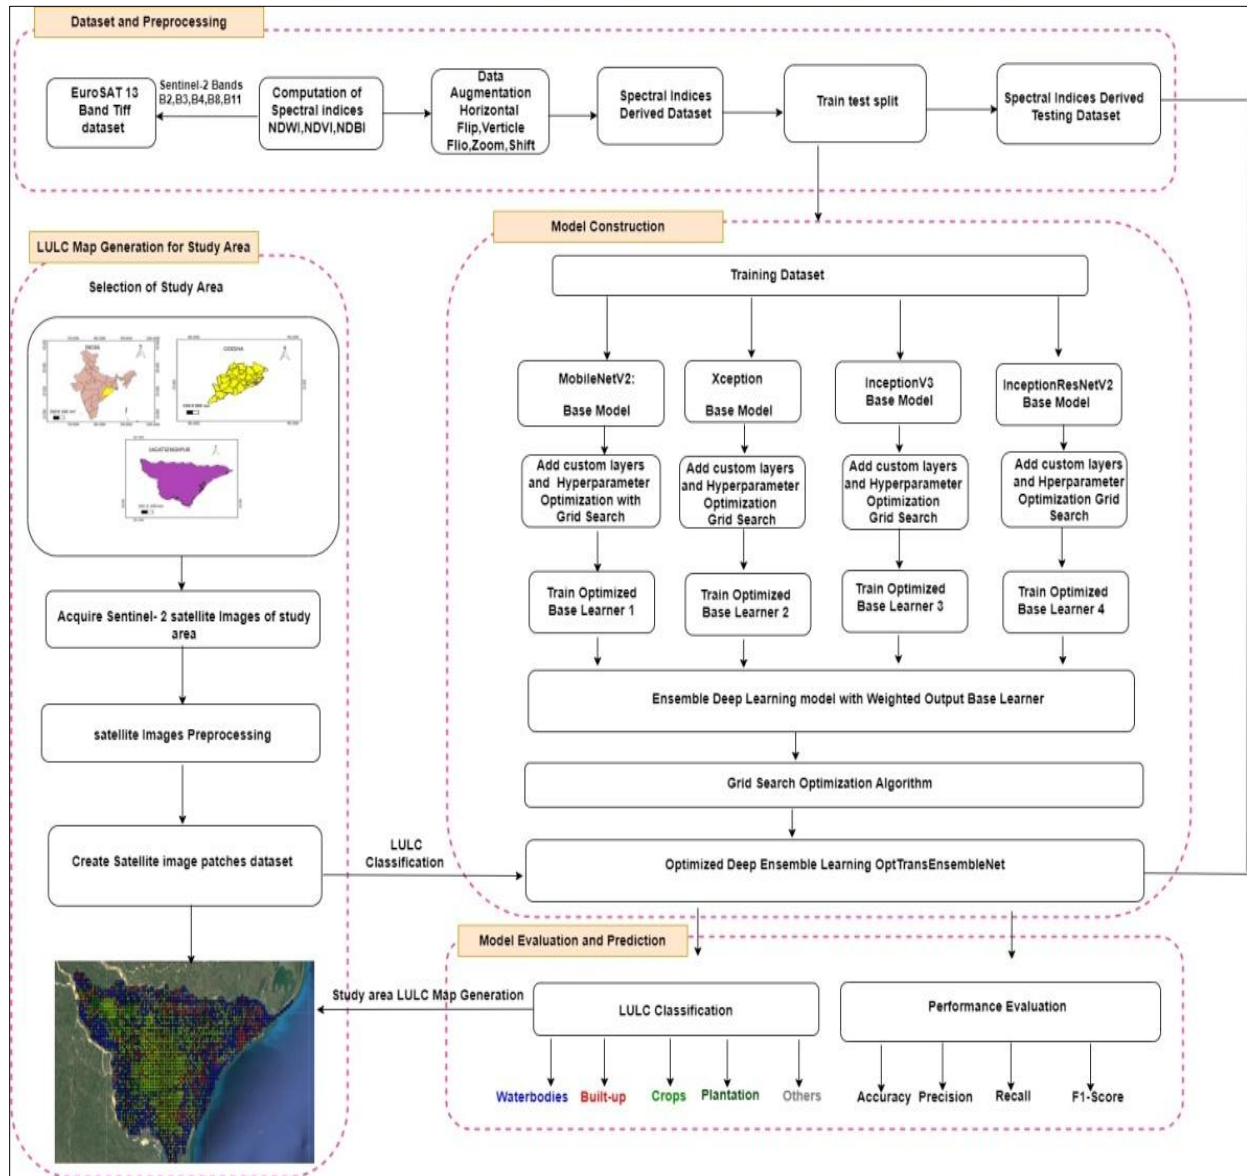 Dataset and Preprocessing
EuroSAT 13
Band Tiff
dataset
Sentinel-2 Bands
B2,B3,B4,B8,B11
Computation of
Spectral indices
NDWI,NDVI,NDBI
Data
Augmentation
Horizontal
Flip,Verticle
Flio,Zoom,Shift
Spectral Indices
Derived Dataset
Train test split
Spectral Indices Derived
Testing Dataset
LULC Map Generation for Study Area
Selection of Study Area
INDIA
ODISHA
JAGATSINGHPUR
Acquire Sentinel- 2 satellite Images of study
area
satellite Images Preprocessing
Create Satellite image patches dataset
LULC
Classification
Model Construction
Training Dataset
MobileNetV2:
Base Model
Xception
Base Model
InceptionV3
Base Model
InceptionResNetV2
Base Model
Add custom layers
and Hyperparameter
Optimization with
Grid Search
Add custom layers
and Hyperparameter
Optimization
Grid Search
Add custom layers
and Hyperparameter
Optimization
Grid Search
Add custom layers
and Hperparameter
Optimization Grid
Search
Train Optimized
Base Learner 1
Train Optimized
Base Learner 2
Train Optimized
Base Learner 3
Train Optimized
Base Learner 4
Ensemble Deep Learning model with Weighted Output Base Learner
Grid Search Optimization Algorithm
Optimized Deep Ensemble Learning OptTransEnsembleNet
Model Evaluation and Prediction
Study area LULC Map Generation
LULC Classification
Performance Evaluation
Waterbodies
Built-up
Crops
Plantation
Others
Accuracy
Precision
Recall
F1-Score